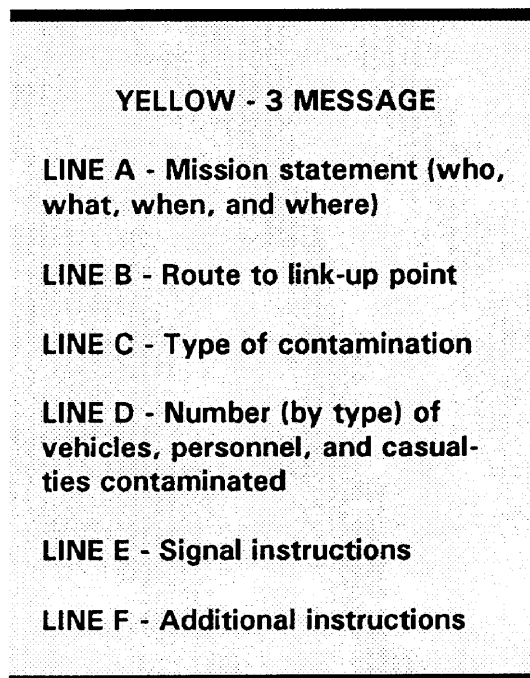 YELLOW - 3 MESSAGE
LINE A - Mission statement (who,
what, when, and where)
LINE B - Route to link-up point
LINE C - Type of contamination
LINE D - Number (by type) of
vehicles, personnel, and casual-
ties contaminated
LINE E - Signal instructions
LINE F - Additional instructions